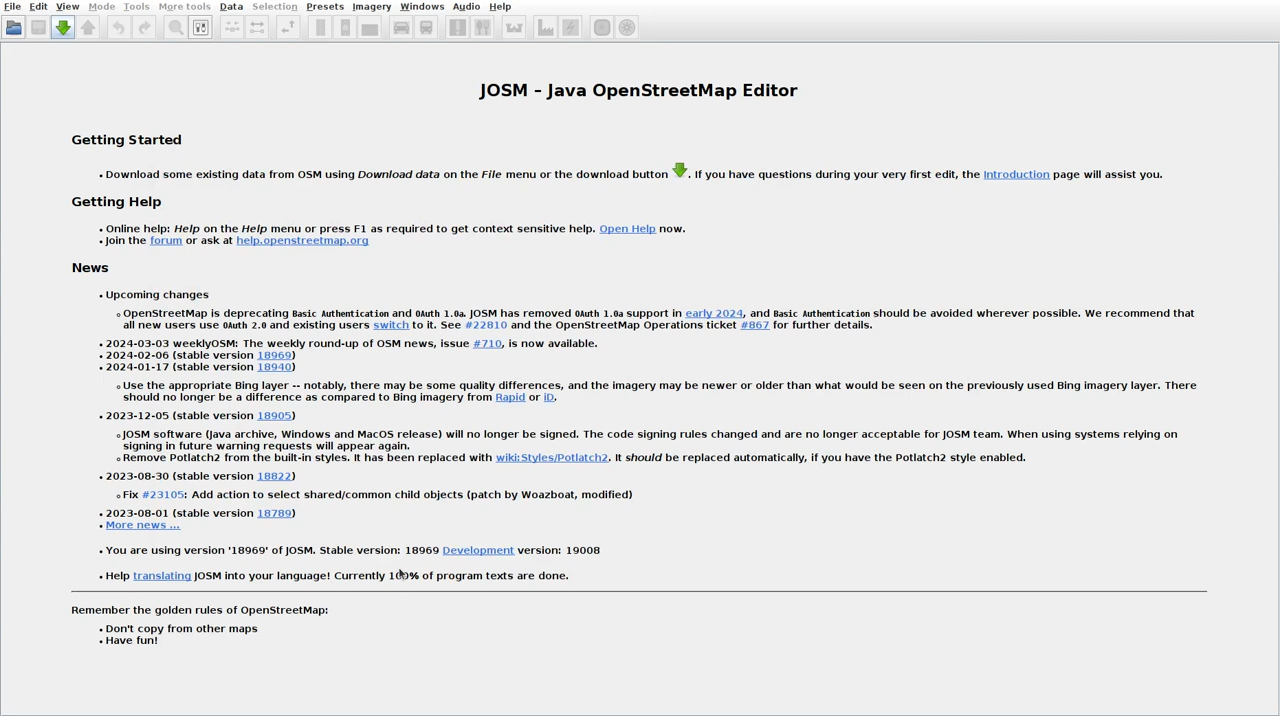 File Edit View Mode Tools More tools Selection Data Presets Imagery Windows Audio Help
JOSM – Java OpenStreetMap Editor
Getting Started
• Download some existing data from OSM using Download data on the File menu or the download button . If you have questions during your very first edit, the Introduction page will assist you.
Getting Help
• Online help: Help on the Help menu or press F1 as required to get context sensitive help. Open Help now.
• Join the forum or ask at help.openstreetmap.org
News
• Upcoming changes
◦ OpenStreetMap is deprecating Basic Authentication and OAuth 1.0a. JOSM has removed OAuth 1.0a support in early 2024, and Basic Authentication should be avoided wherever possible. We recommend that
all new users use OAuth 2.0 and existing users switch to it. See #22810 and the OpenStreetMap Operations ticket #867 for further details.
• 2024-03-03 weeklyOSM: The weekly round-up of OSM news, issue #710, is now available.
• 2024-02-06 (stable version 18969)
• 2024-01-17 (stable version 18940)
◦ Use the appropriate Bing layer -- notably, there may be some quality differences, and the imagery may be newer or older than what would be seen on the previously used Bing imagery layer. There
should no longer be a difference as compared to Bing imagery from Rapid or iD.
• 2023-12-05 (stable version 18905)
◦ JOSM software (Java archive, Windows and MacOS release) will no longer be signed. The code signing rules changed and are no longer acceptable for JOSM team. When using systems relying on
signing in future warning requests will appear again.
◦ Remove Potlatch2 from the built-in styles. It has been replaced with wiki:Styles/Potlatch2. It should be replaced automatically, if you have the Potlatch2 style enabled.
• 2023-08-30 (stable version 18822)
◦ Fix #23105: Add action to select shared/common child objects (patch by Woazboat, modified)
• 2023-08-01 (stable version 18789)
• More news ...
• You are using version '18969' of JOSM. Stable version: 18969 Development version: 19008
• Help translating JOSM into your language! Currently 100% of program texts are done.
Remember the golden rules of OpenStreetMap:
• Don't copy from other maps
• Have fun!